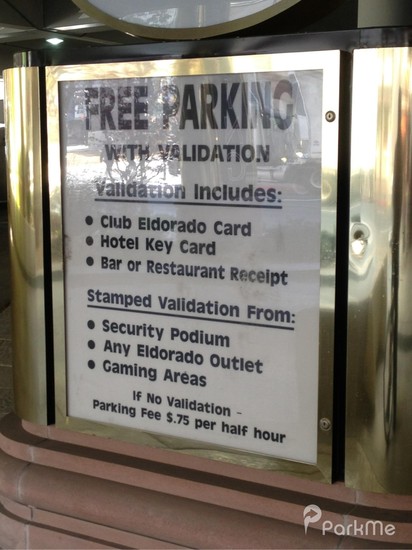 FREE PARKING
WITH VALIDATION
Validation Includes:
• Club Eldorado Card
• Hotel Key Card
• Bar or Restaurant Receipt
Stamped Validation From:
• Security Podium
• Any Eldorado Outlet
• Gaming Areas
If No Validation -
Parking Fee $.75 per half hour
ParkMe